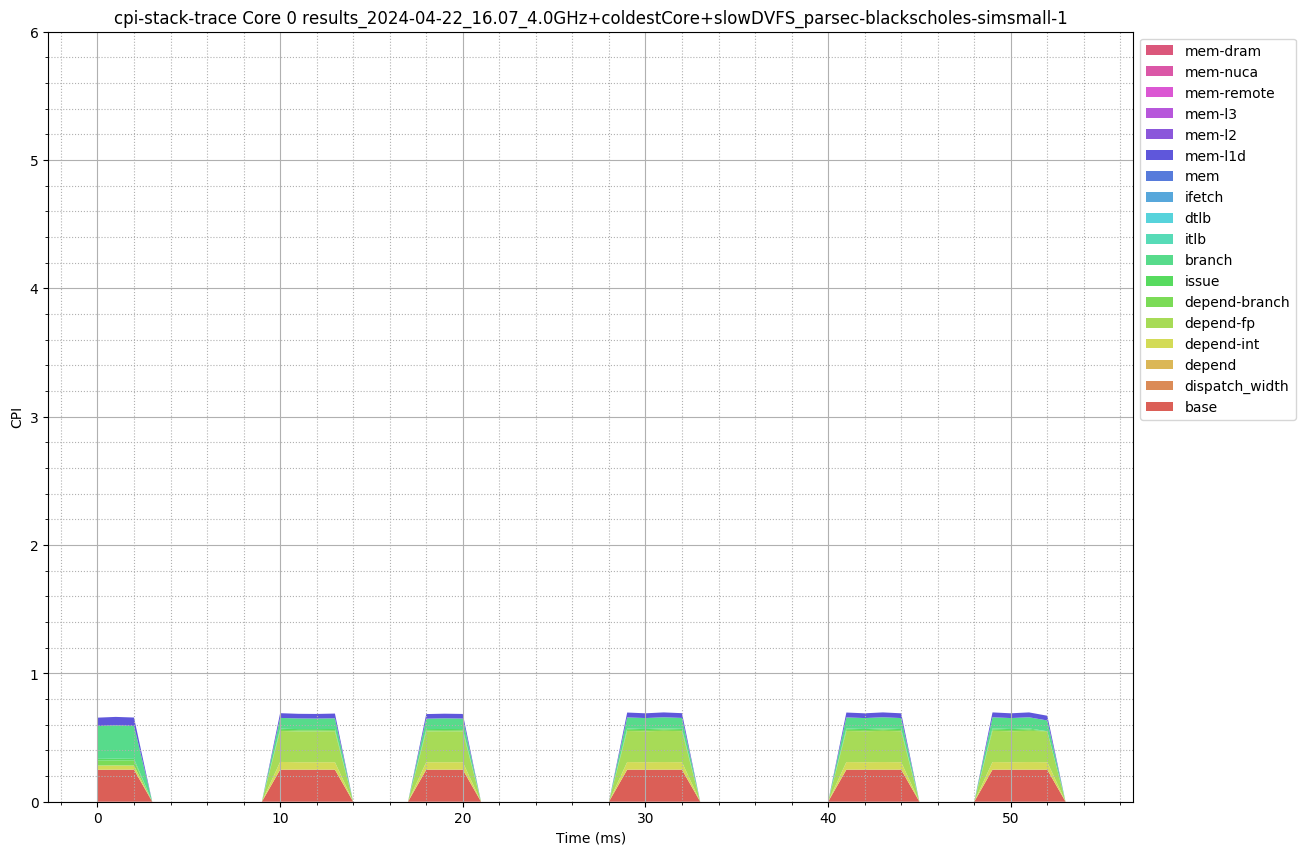 cpi-stack-trace Core 0 results_2024-04-22_16.07_4.0GHz+coldestCore+slowDVFS_parsec-blackscholes-simsmall-1
6
5
4
3
2
1
0
CPI
0 10 20 30 40 50
Time (ms)
mem-dram
mem-nuca
mem-remote
mem-l3
mem-l2
mem-l1d
mem
ifetch
dtlb
itlb
branch
issue
depend-branch
depend-fp
depend-int
depend
dispatch_width
base